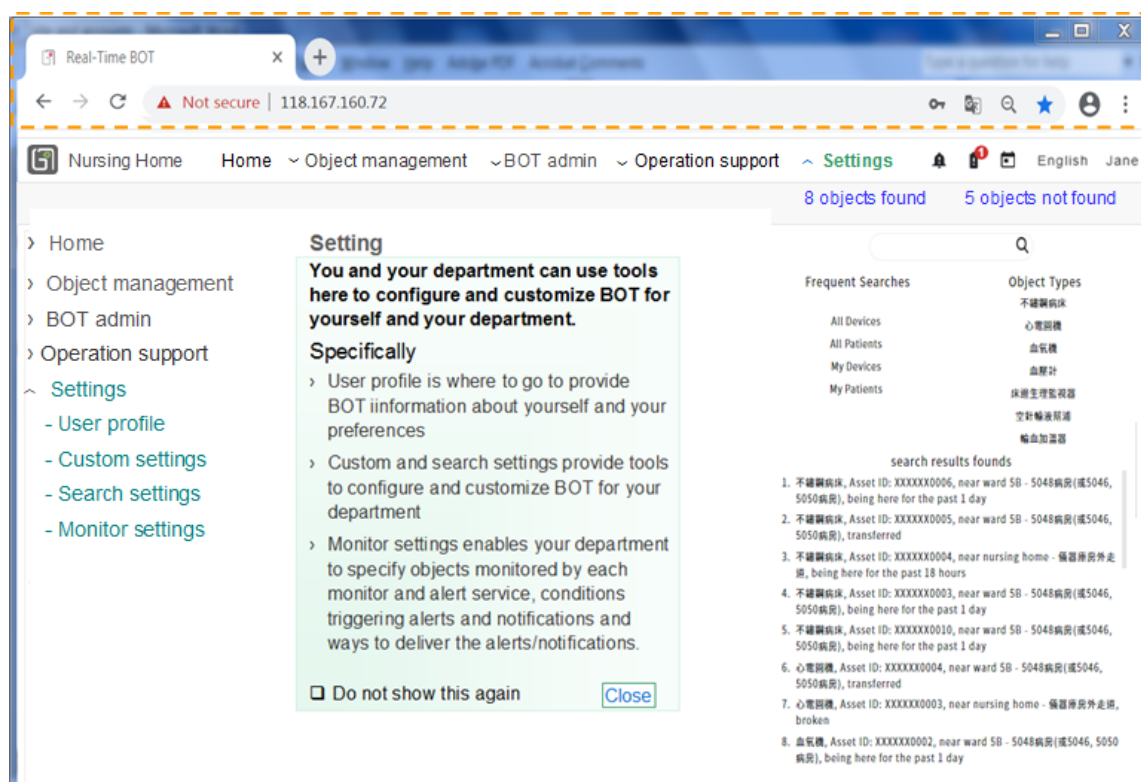 Real-Time BOT
Not secure | 118.167.160.72
Nursing Home Home Object management BOT admin Operation support Settings 1 English Jane
8 objects found 5 objects not found
› Home
› Object management
› BOT admin
› Operation support
Settings
- User profile
- Custom settings
- Search settings
- Monitor settings
Setting
You and your department can use tools
here to configure and customize BOT for
yourself and your department.
Specifically
› User profile is where to go to provide
BOT iinformation about yourself and your
preferences
› Custom and search settings provide tools
to configure and customize BOT for your
department
› Monitor settings enables your department
to specify objects monitored by each
monitor and alert service, conditions
triggering alerts and notifications and
ways to deliver the alerts/notifications.
❑ Do not show this again Close
Frequent Searches
All Devices
All Patients
My Devices
My Patients
Object Types
不鏽鋼病床
心電圖機
血氧機
血壓計
床邊生理監視器
空針輸液幫浦
輸血加溫器
search results founds
1. 不鏽鋼病床, Asset ID: XXXXXX0006, near ward 5B - 5048病房(或5046,
5050病房), being here for the past 1 day
2. 不鏽鋼病床, Asset ID: XXXXXX0005, near ward 5B - 5048病房(或5046,
5050病房), transferred
3. 不鏽鋼病床, Asset ID: XXXXXX0004, near nursing home - 儀器庫房外走
道, being here for the past 18 hours
4. 不鏽鋼病床, Asset ID: XXXXXX0003, near ward 5B - 5048病房(或5046,
5050病房), being here for the past 1 day
5. 不鏽鋼病床, Asset ID: XXXXXX0010, near ward 5B - 5048病房(或5046,
5050病房), being here for the past 1 day
6. 心電圖機, Asset ID: XXXXXX0004, near ward 5B - 5048病房(或5046,
5050病房), transferred
7. 心電圖機, Asset ID: XXXXXX0003, near nursing home - 儀器庫房外走道,
broken
8. 血氧機, Asset ID: XXXXXX0002, near ward 5B - 5048病房(或5046, 5050
病房), being here for the past 1 day